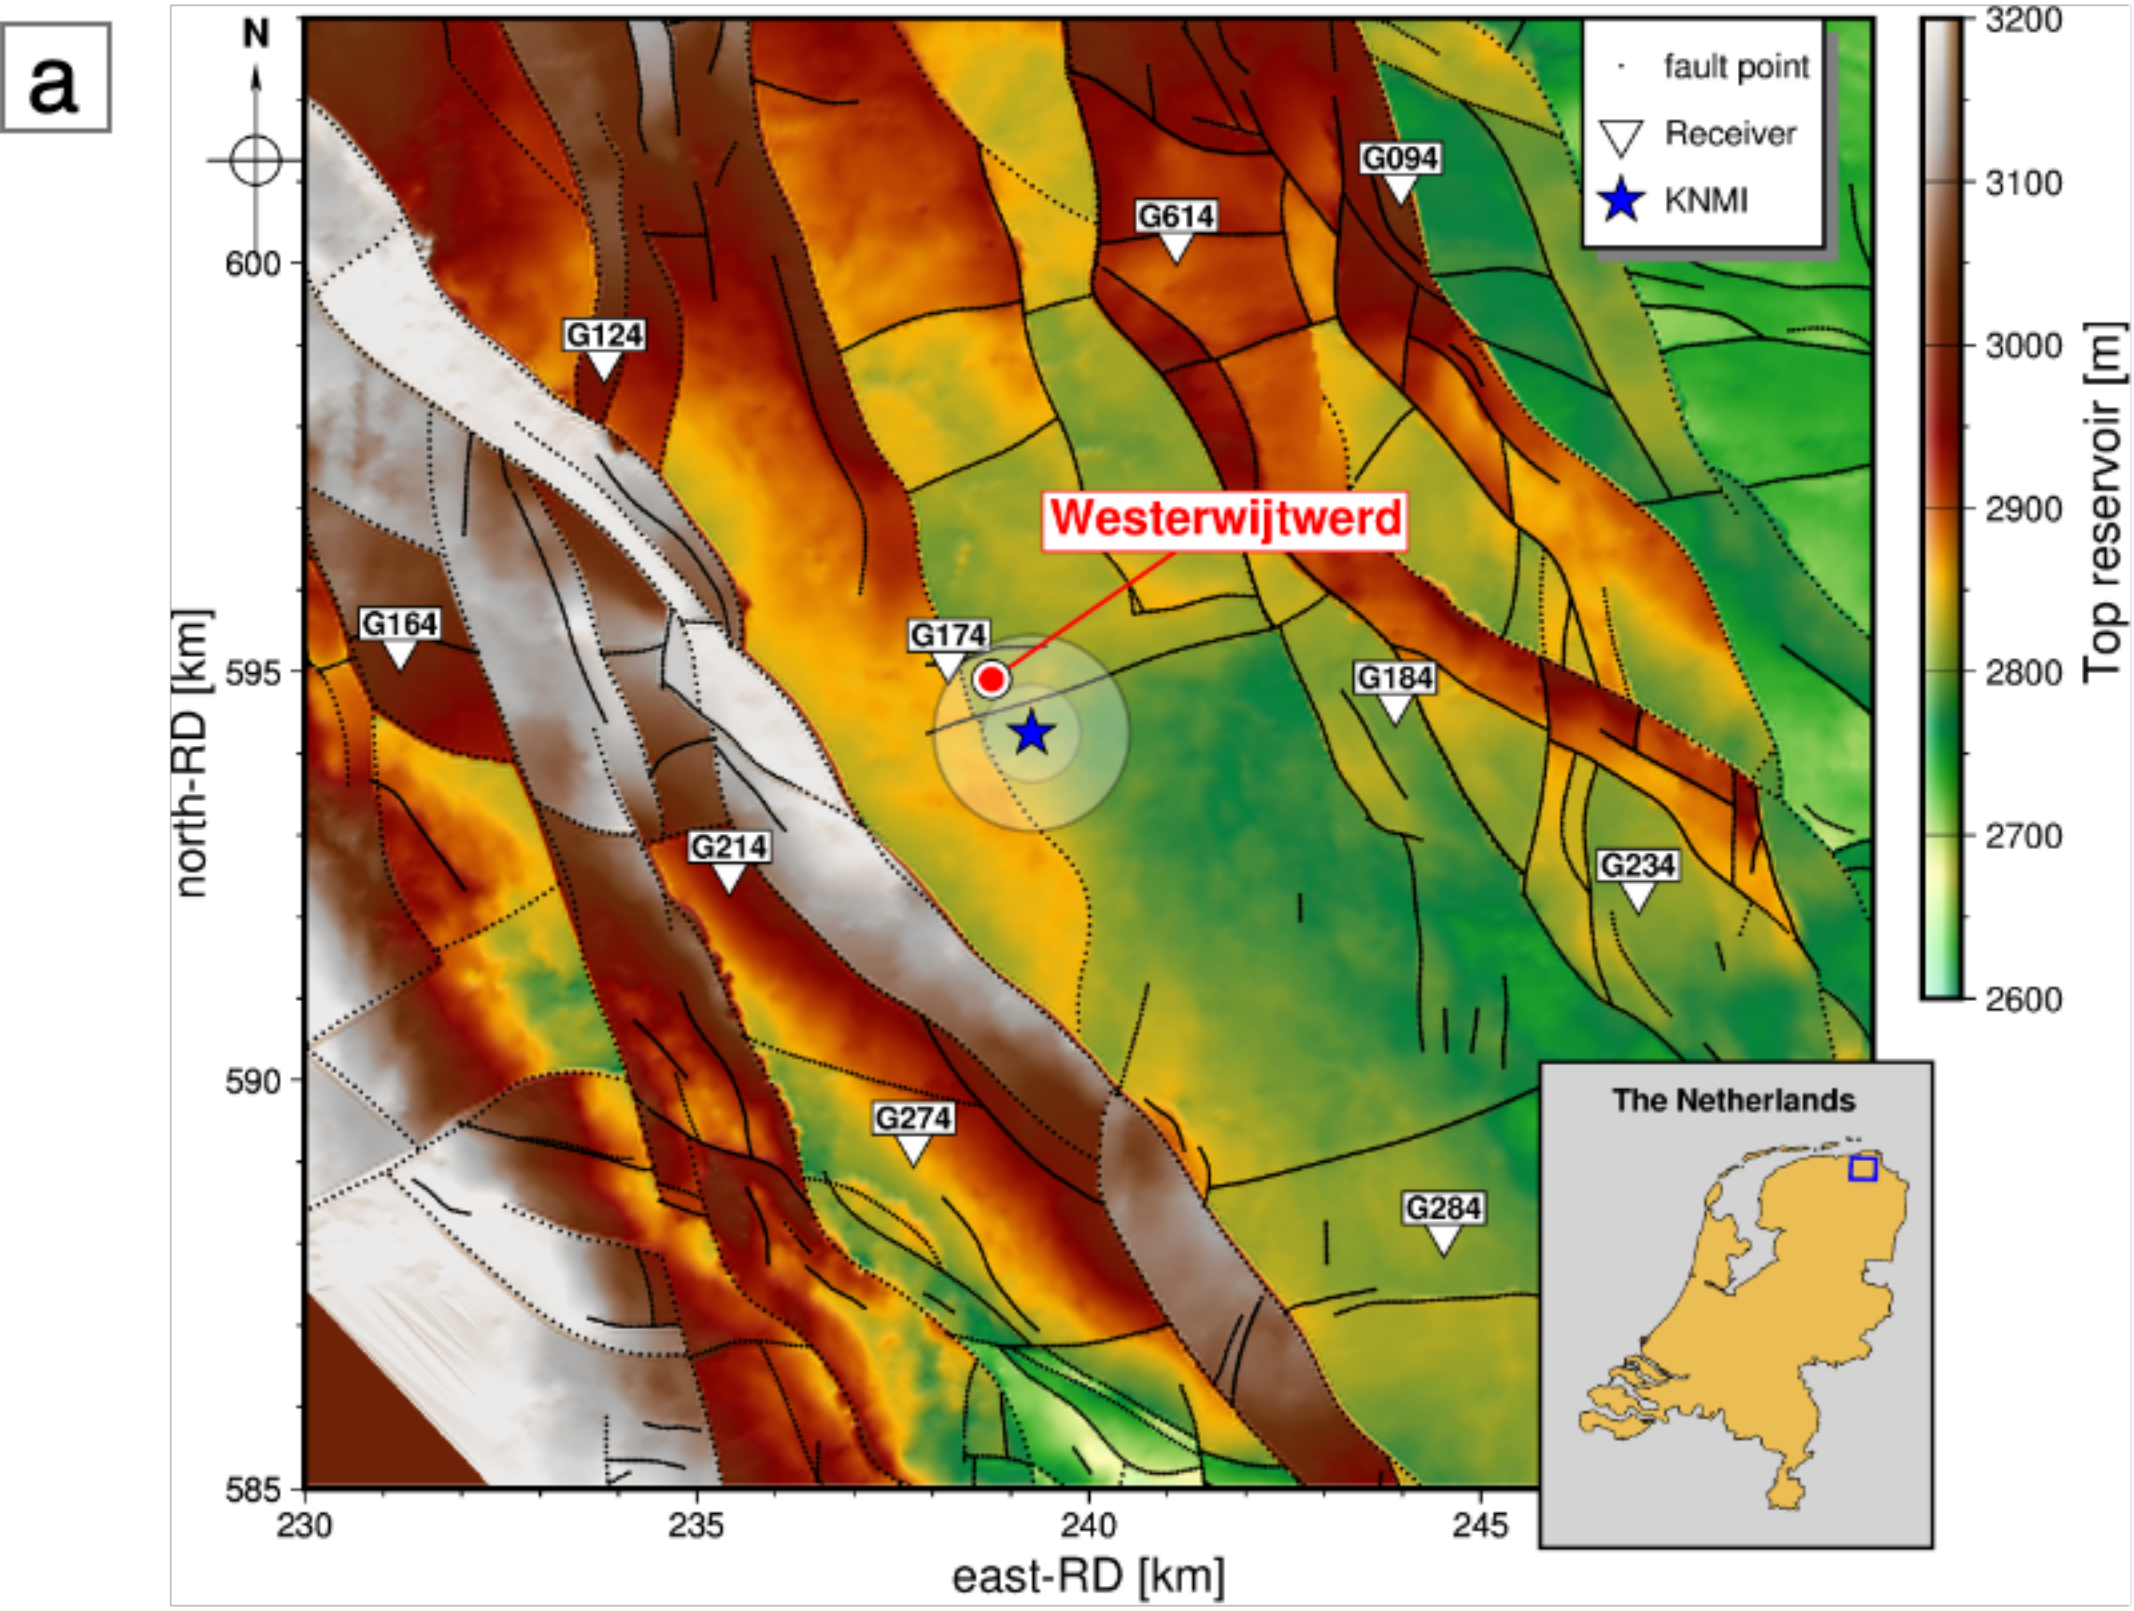 a
N
fault point
Receiver
KNMI
G094
G614
G124
Westerwijtwerd
G174
G164
G184
G214
G234
G274
G284
600
595
590
585
north-RD [km]
230
235
240
245
east-RD [km]
3200
3100
3000
2900
2800
2700
2600
Top reservoir [m]
The Netherlands